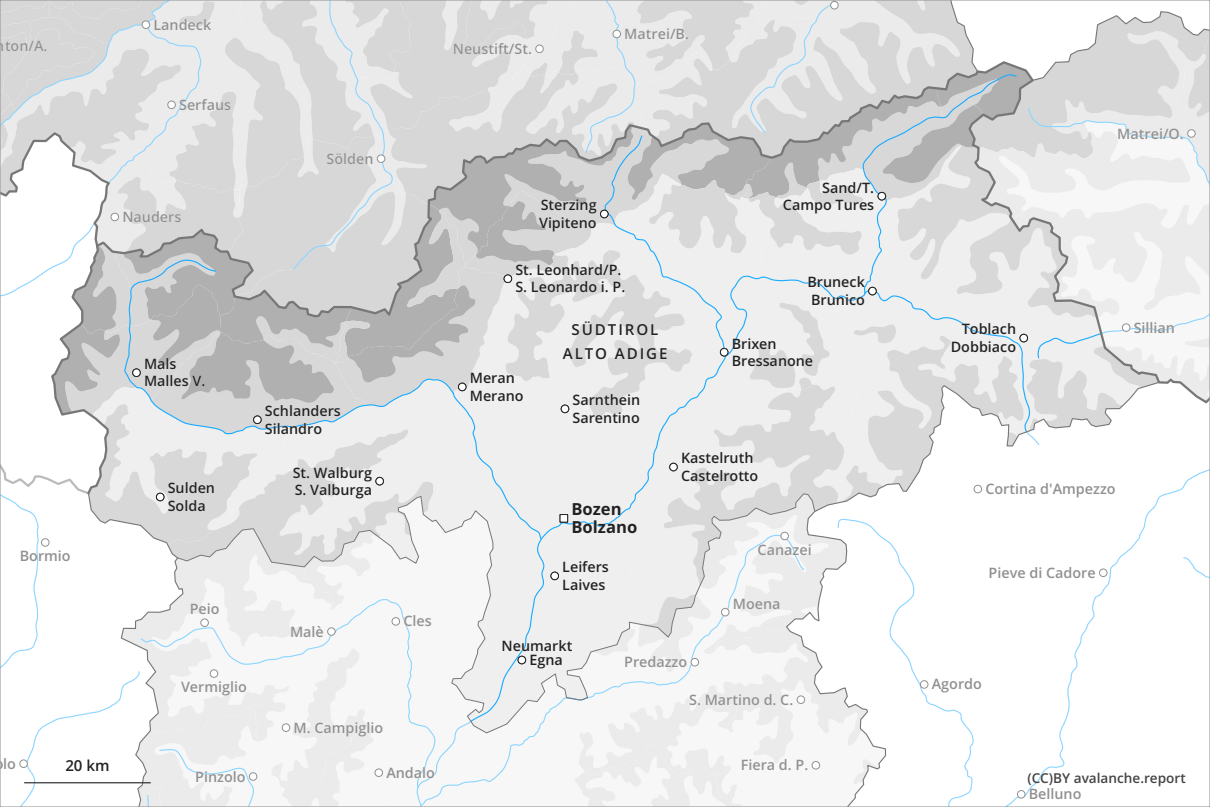 Landeck
nton/A.
Neustift/St.
Matrei/B.
Serfaus
Matrei/O.
Sölden
Sand/T.
Campo Tures
Nauders
Sterzing
Vipiteno
St. Leonhard/P.
S. Leonardo i. P.
Bruneck
Brunico
SÜDTIROL
ALTO ADIGE
Toblach
Dobbiaco
Sillian
Brixen
Bressanone
Mals
Malles V.
Meran
Merano
Sarnthein
Sarentino
Schlanders
Silandro
Kastelruth
Castelrotto
St. Walburg
S. Valburga
Sulden
Solda
Cortina d'Ampezzo
Bozen
Bolzano
Bormio
Canazei
Leifers
Laives
Pieve di Cadore
Peio
Moena
Malè
Cles
Neumarkt
Egna
Predazzo
Vermiglio
Agordo
S. Martino d. C.
M. Campiglio
olo
20 km
Pinzolo
Andalo
Fiera d. P.
(CC)BY avalanche.report
Belluno